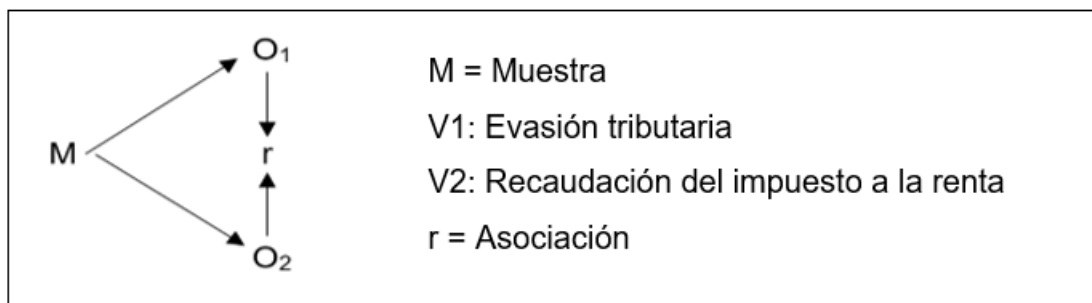 O₁
M
r
O₂
M = Muestra
V1: Evasión tributaria
V2: Recaudación del impuesto a la renta
r = Asociación